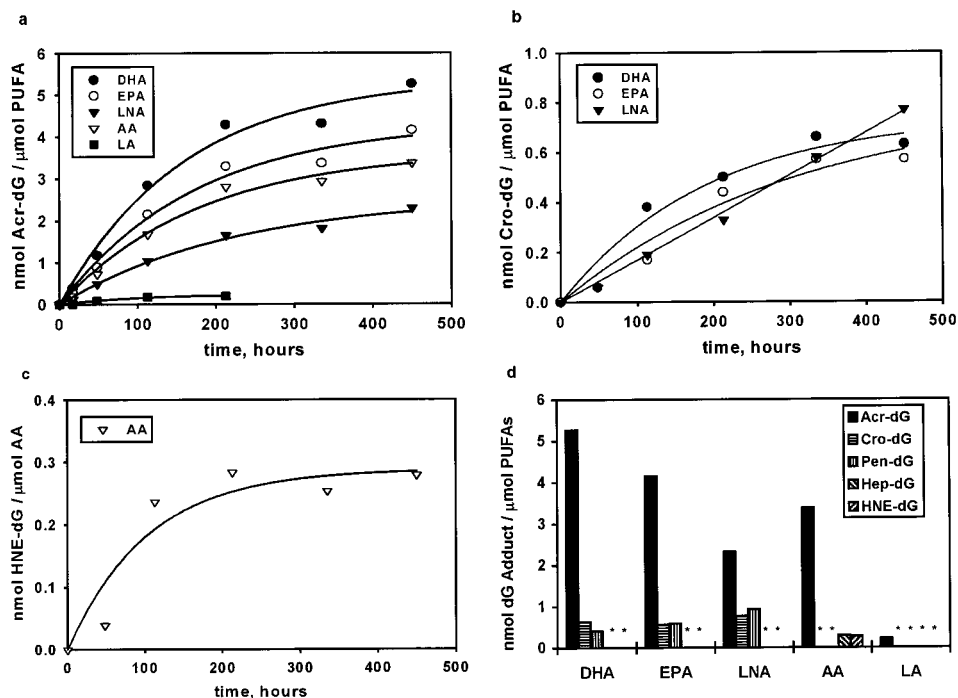 a
nmol Acr-dG / μmol PUFA
6
5
4
3
2
1
0
DHA
EPA
LNA
AA
LA
0 100 200 300 400 500
time, hours
b
nmol Cro-dG / μmol PUFA
1.0
0.8
0.6
0.4
0.2
0.0
DHA
EPA
LNA
0 100 200 300 400 500
time, hours
c
nmol HNE-dG / μmol AA
0.4
0.3
0.2
0.1
0.0
AA
0 100 200 300 400 500
time, hours
d
nmol dG Adduct / μmol PUFAs
6
5
4
3
2
1
0
Acr-dG
Cro-dG
Pen-dG
Hep-dG
HNE-dG
* * * * * * * * * *
DHA EPA LNA AA LA